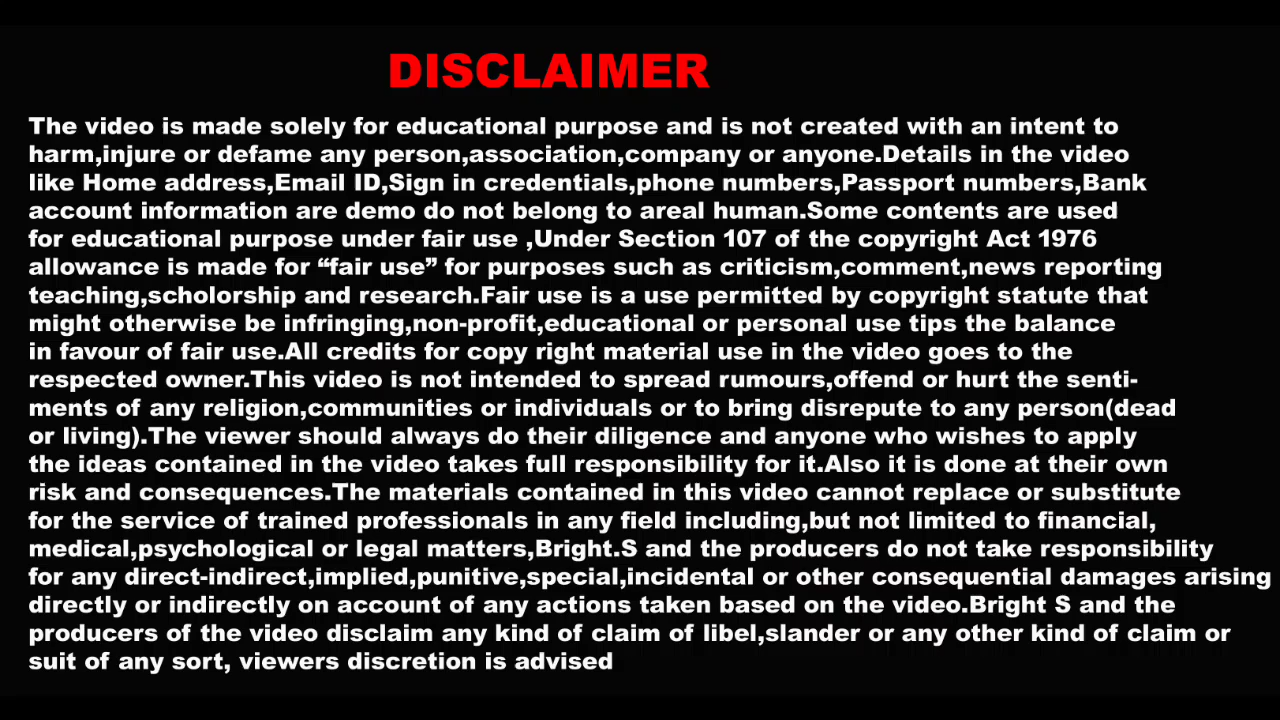 DISCLAIMER
The video is made solely for educational purpose and is not created with an intent to
harm,injure or defame any person,association,company or anyone.Details in the video
like Home address,Email ID,Sign in credentials,phone numbers,Passport numbers,Bank
account information are demo do not belong to areal human.Some contents are used
for educational purpose under fair use ,Under Section 107 of the copyright Act 1976
allowance is made for “fair use” for purposes such as criticism,comment,news reporting
teaching,scholorship and research.Fair use is a use permitted by copyright statute that
might otherwise be infringing,non-profit,educational or personal use tips the balance
in favour of fair use.All credits for copy right material use in the video goes to the
respected owner.This video is not intended to spread rumours,offend or hurt the senti-
ments of any religion,communities or individuals or to bring disrepute to any person(dead
or living).The viewer should always do their diligence and anyone who wishes to apply
the ideas contained in the video takes full responsibility for it.Also it is done at their own
risk and consequences.The materials contained in this video cannot replace or substitute
for the service of trained professionals in any field including,but not limited to financial,
medical,psychological or legal matters,Bright.S and the producers do not take responsibility
for any direct-indirect,implied,punitive,special,incidental or other consequential damages arising
directly or indirectly on account of any actions taken based on the video.Bright S and the
producers of the video disclaim any kind of claim of libel,slander or any other kind of claim or
suit of any sort, viewers discretion is advised